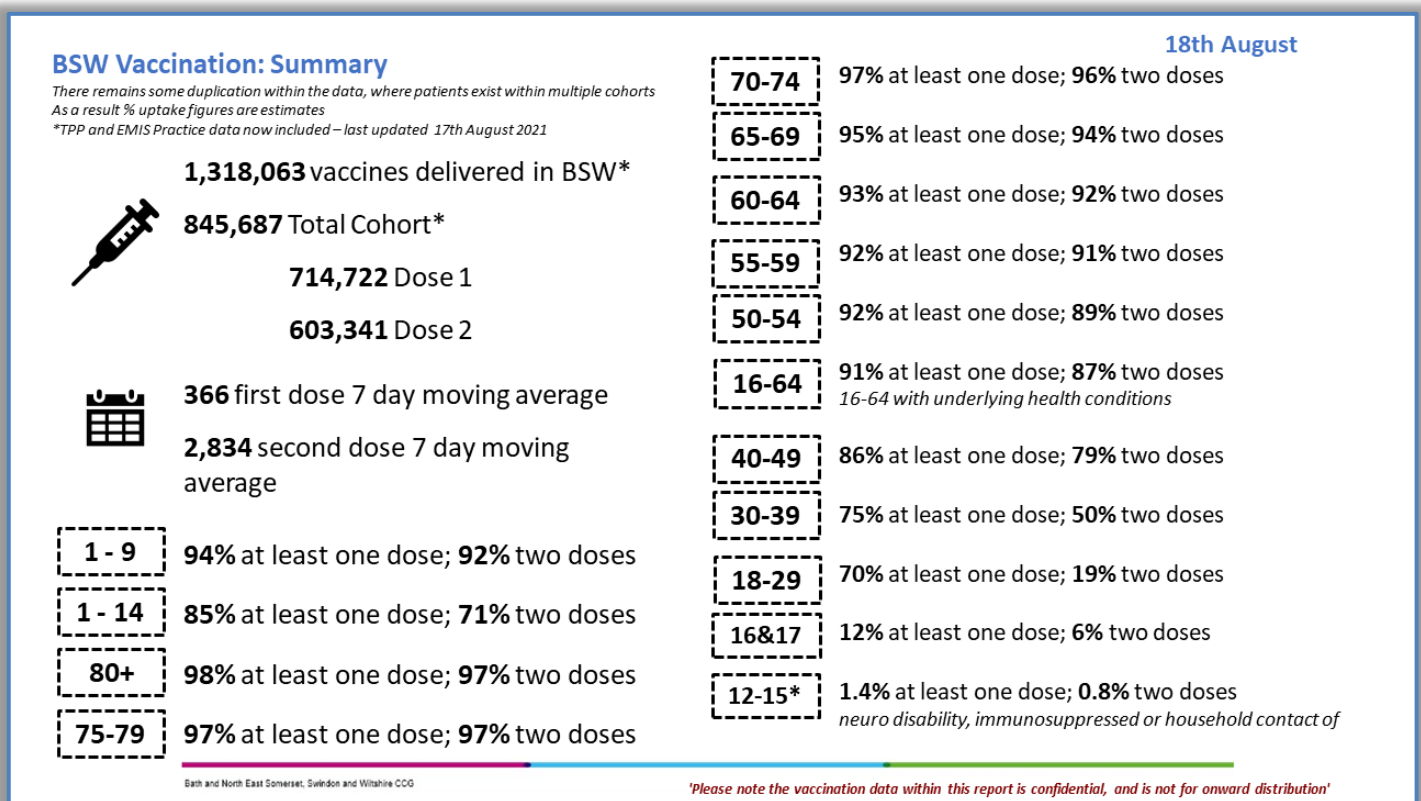 18th August
BSW Vaccination: Summary
There remains some duplication within the data, where patients exist within multiple cohorts
As a result % uptake figures are estimates
*TPP and EMIS Practice data now included – last updated 17th August 2021
1,318,063 vaccines delivered in BSW*
845,687 Total Cohort*
714,722 Dose 1
603,341 Dose 2
366 first dose 7 day moving average
2,834 second dose 7 day moving
average
1 - 9 94% at least one dose; 92% two doses
1 - 14 85% at least one dose; 71% two doses
80+ 98% at least one dose; 97% two doses
75-79 97% at least one dose; 97% two doses
70-74 97% at least one dose; 96% two doses
65-69 95% at least one dose; 94% two doses
60-64 93% at least one dose; 92% two doses
55-59 92% at least one dose; 91% two doses
50-54 92% at least one dose; 89% two doses
16-64 91% at least one dose; 87% two doses
16-64 with underlying health conditions
40-49 86% at least one dose; 79% two doses
30-39 75% at least one dose; 50% two doses
18-29 70% at least one dose; 19% two doses
16&17 12% at least one dose; 6% two doses
12-15* 1.4% at least one dose; 0.8% two doses
neuro disability, immunosuppressed or household contact of
Bath and North East Somerset, Swindon and Wiltshire CCG
'Please note the vaccination data within this report is confidential, and is not for onward distribution'